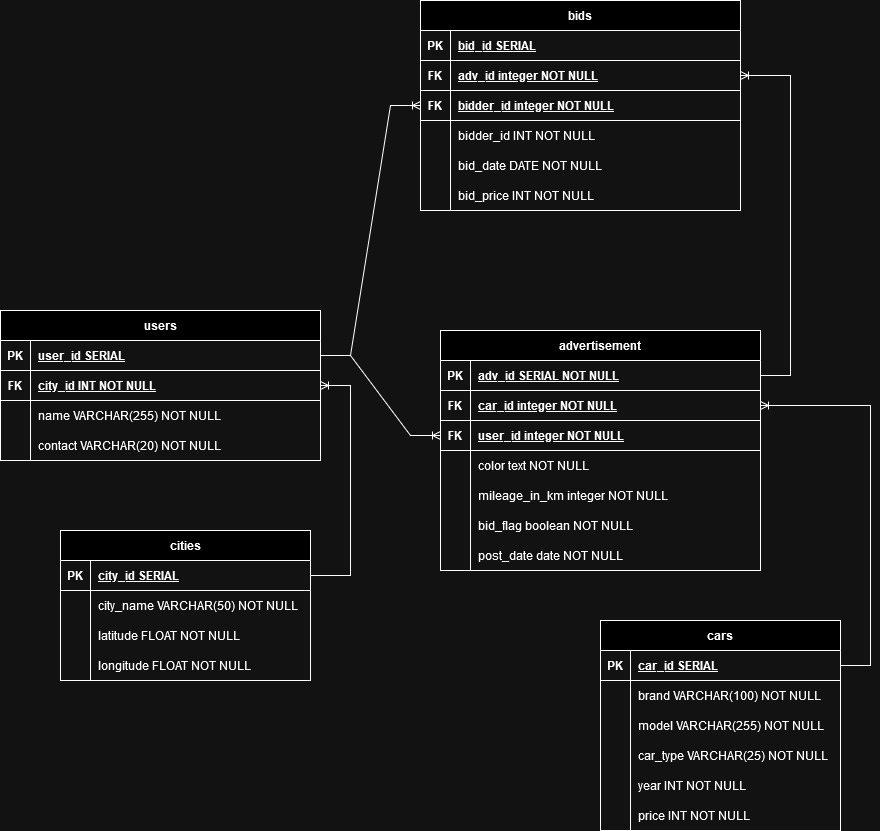 bids
PK bid_id SERIAL
FK adv_id integer NOT NULL
FK bidder_id integer NOT NULL
bidder_id INT NOT NULL
bid_date DATE NOT NULL
bid_price INT NOT NULL
users
PK user_id SERIAL
FK city_id INT NOT NULL
name VARCHAR(255) NOT NULL
contact VARCHAR(20) NOT NULL
advertisement
PK adv_id SERIAL NOT NULL
FK car_id integer NOT NULL
FK user_id integer NOT NULL
color text NOT NULL
mileage_in_km integer NOT NULL
bid_flag boolean NOT NULL
post_date date NOT NULL
cities
PK city_id SERIAL
city_name VARCHAR(50) NOT NULL
latitude FLOAT NOT NULL
longitude FLOAT NOT NULL
cars
PK car_id SERIAL
brand VARCHAR(100) NOT NULL
model VARCHAR(255) NOT NULL
car_type VARCHAR(25) NOT NULL
year INT NOT NULL
price INT NOT NULL